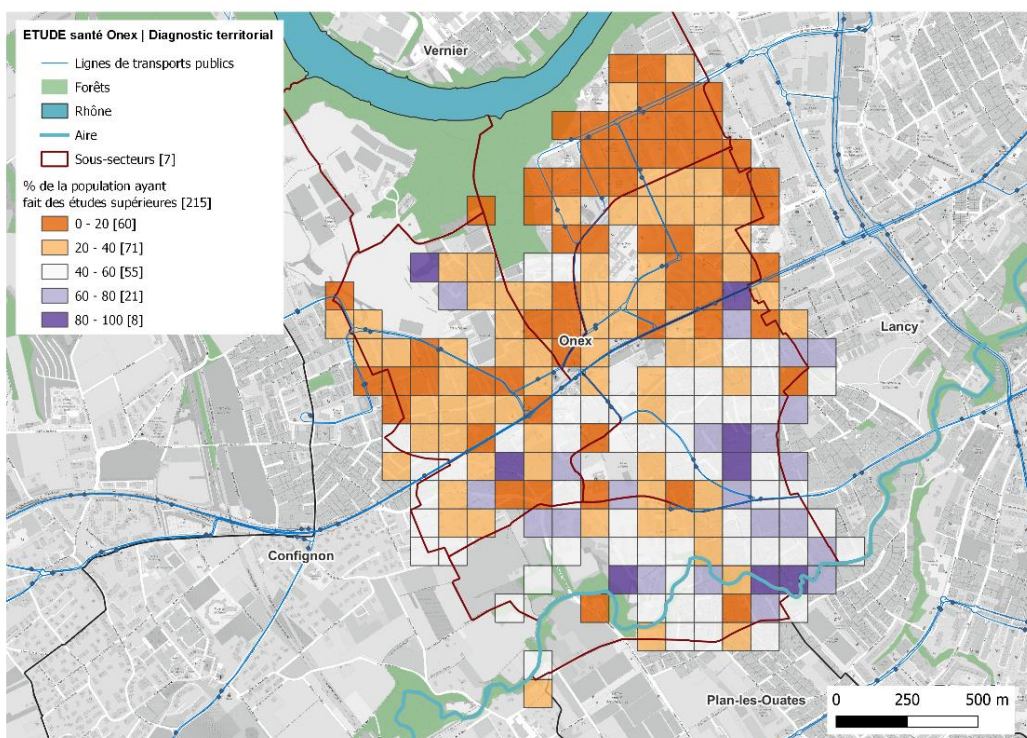 ETUDE santé Onex | Diagnostic territorial
Lignes de transports publics
Forêts
Rhône
Aire
Sous-secteurs [7]
% de la population ayant
fait des études supérieures [215]
0 - 20 [60]
20 - 40 [71]
40 - 60 [55]
60 - 80 [21]
80 - 100 [8]
Vernier
Onex
Lancy
Confignon
Plan-les-Ouates
0 250 500 m